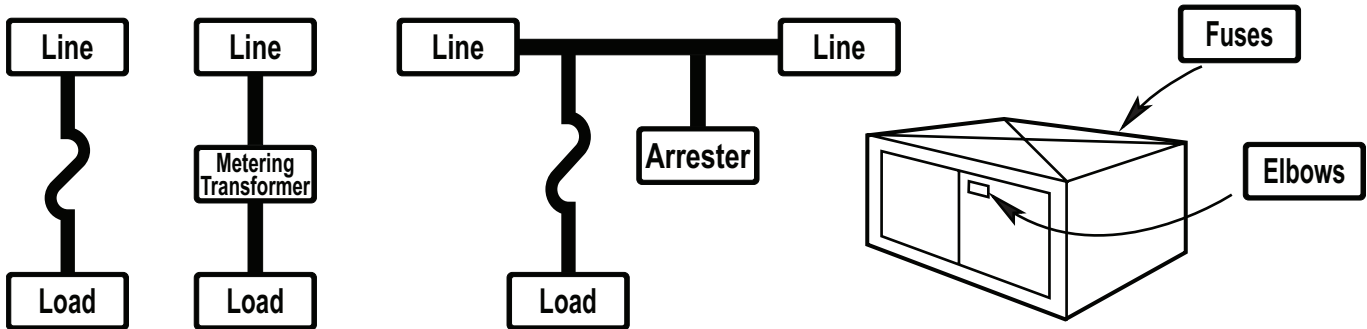 Line
Load
Line
Metering
Transformer
Load
Line
Line
Arrester
Load
Fuses
Elbows